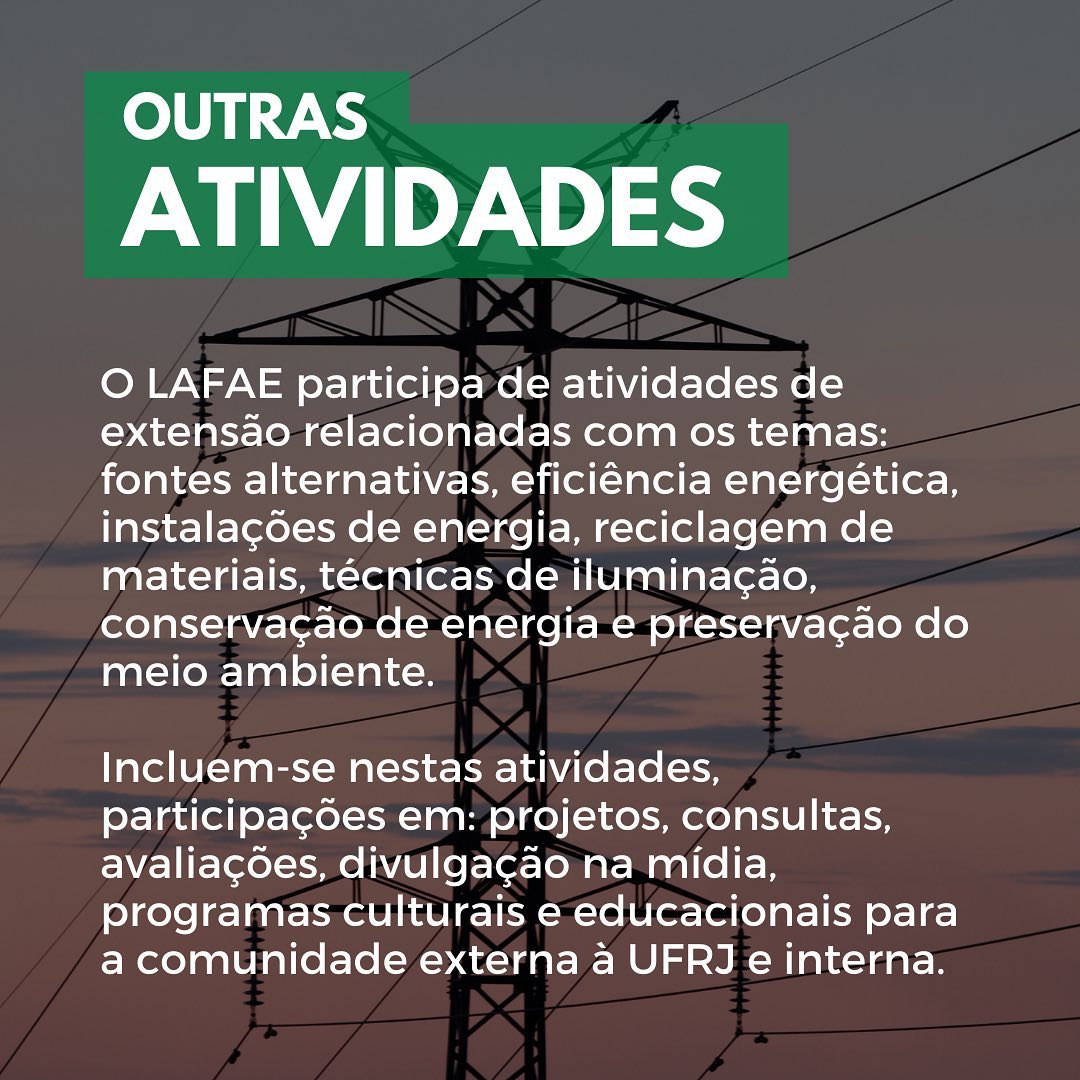 OUTRAS
ATIVIDADES
O LAFAE participa de atividades de
extensão relacionadas com os temas:
fontes alternativas, eficiência energética,
instalações de energia, reciclagem de
materiais, técnicas de iluminação,
conservação de energia e preservação do
meio ambiente.
Incluem-se nestas atividades,
participações em: projetos, consultas,
avaliações, divulgação na mídia,
programas culturais e educacionais para
a comunidade externa à UFRJ e interna.